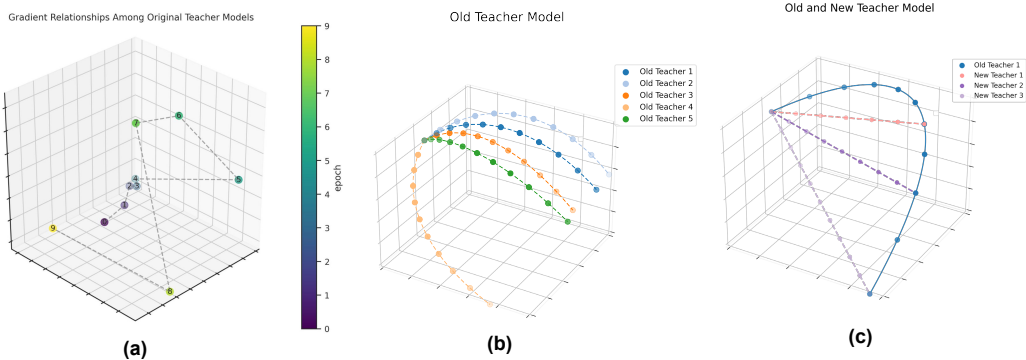 Gradient Relationships Among Original Teacher Models
7
6
4
2
3
5
1
0
9
8
9
8
7
6
5
4
3
2
1
0
epoch
(a)
Old Teacher Model
Old Teacher 1
Old Teacher 2
Old Teacher 3
Old Teacher 4
Old Teacher 5
(b)
Old and New Teacher Model
Old Teacher 1
New Teacher 1
New Teacher 2
New Teacher 3
(c)